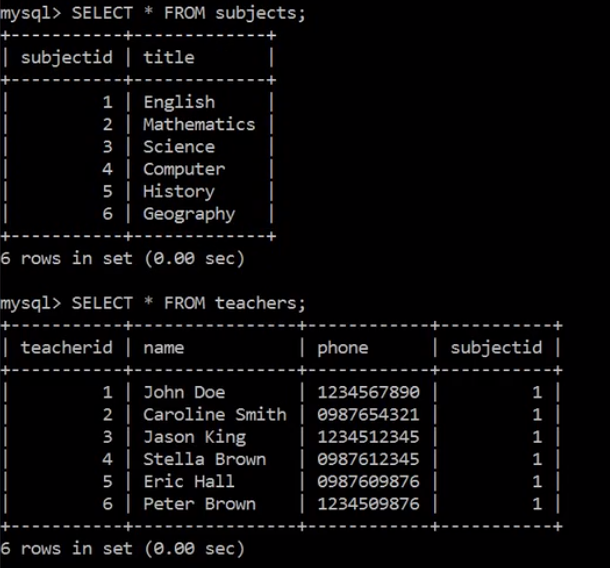 mysql> SELECT * FROM subjects;
+-----------+-------------+
| subjectid | title       |
+-----------+-------------+
|         1 | English     |
|         2 | Mathematics |
|         3 | Science     |
|         4 | Computer    |
|         5 | History     |
|         6 | Geography   |
+-----------+-------------+
6 rows in set (0.00 sec)
mysql> SELECT * FROM teachers;
+-----------+----------------+------------+-----------+
| teacherid | name           | phone      | subjectid |
+-----------+----------------+------------+-----------+
|         1 | John Doe       | 1234567890 |         1 |
|         2 | Caroline Smith | 0987654321 |         1 |
|         3 | Jason King     | 1234512345 |         1 |
|         4 | Stella Brown   | 0987612345 |         1 |
|         5 | Eric Hall      | 0987609876 |         1 |
|         6 | Peter Brown    | 1234509876 |         1 |
+-----------+----------------+------------+-----------+
6 rows in set (0.00 sec)